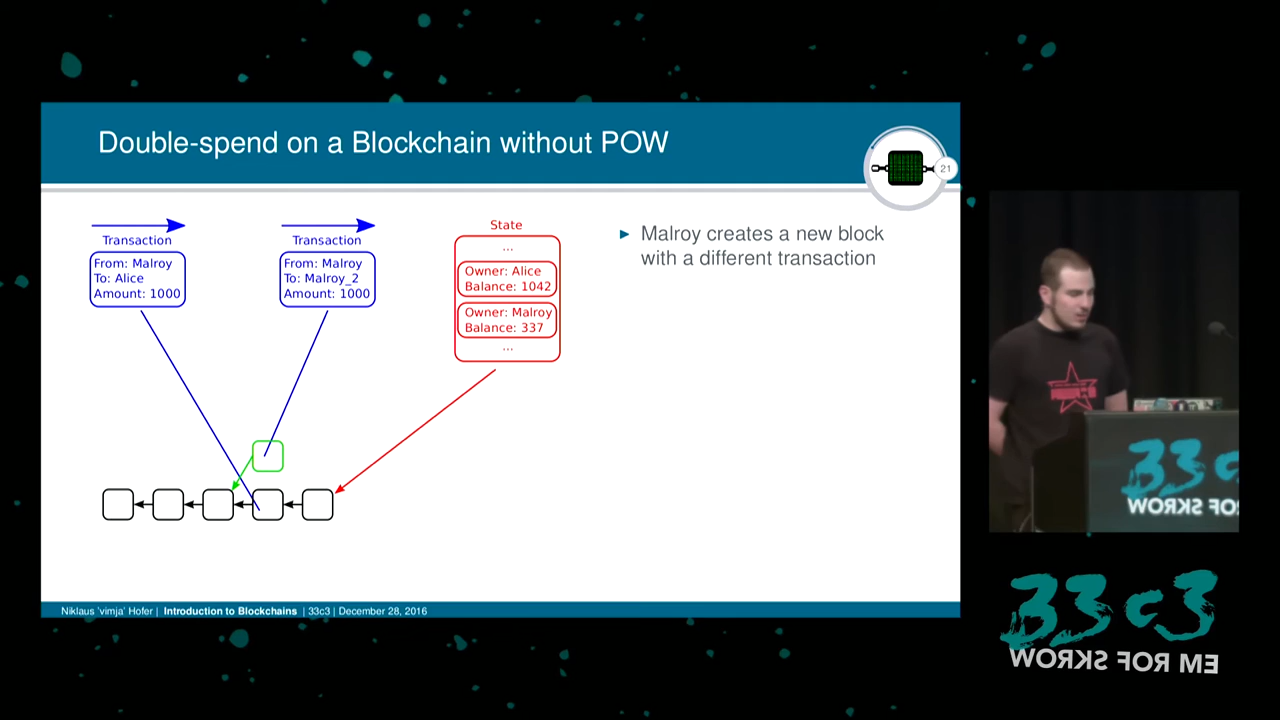 Double-spend on a Blockchain without POW
21
Transaction
From: Malroy
To: Alice
Amount: 1000
Transaction
From: Malroy
To: Malroy_2
Amount: 1000
State
...
Owner: Alice
Balance: 1042
Owner: Malroy
Balance: 337
...
Malroy creates a new block
with a different transaction
Niklaus 'vimja' Hofer | Introduction to Blockchains | 33c3 | December 28, 2016
33c3
WORKS FOR
33c3
WORKS FOR ME